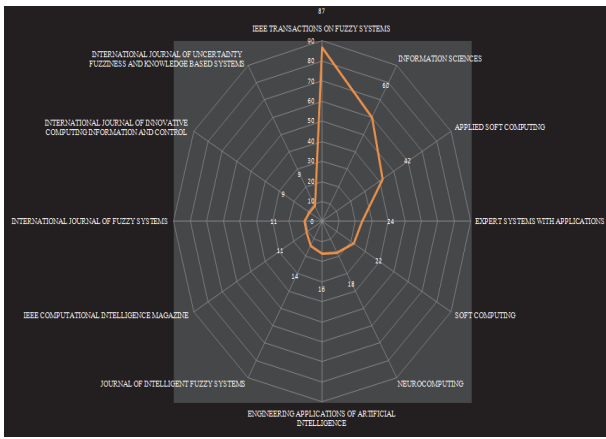 87
IEEE TRANSACTIONS ON FUZZY SYSTEMS
90
80
70
60
50
40
30
20
10
0
INFORMATION SCIENCES
60
APPLIED SOFT COMPUTING
42
EXPERT SYSTEMS WITH APPLICATIONS
24
SOFT COMPUTING
22
NEUROCOMPUTING
18
ENGINEERING APPLICATIONS OF ARTIFICIAL
INTELLIGENCE
16
JOURNAL OF INTELLIGENT FUZZY SYSTEMS
14
IEEE COMPUTATIONAL INTELLIGENCE MAGAZINE
11
INTERNATIONAL JOURNAL OF FUZZY SYSTEMS
11
INTERNATIONAL JOURNAL OF INNOVATIVE
COMPUTING INFORMATION AND CONTROL
9
INTERNATIONAL JOURNAL OF UNCERTAINTY
FUZZINESS AND KNOWLEDGE BASED SYSTEMS
9